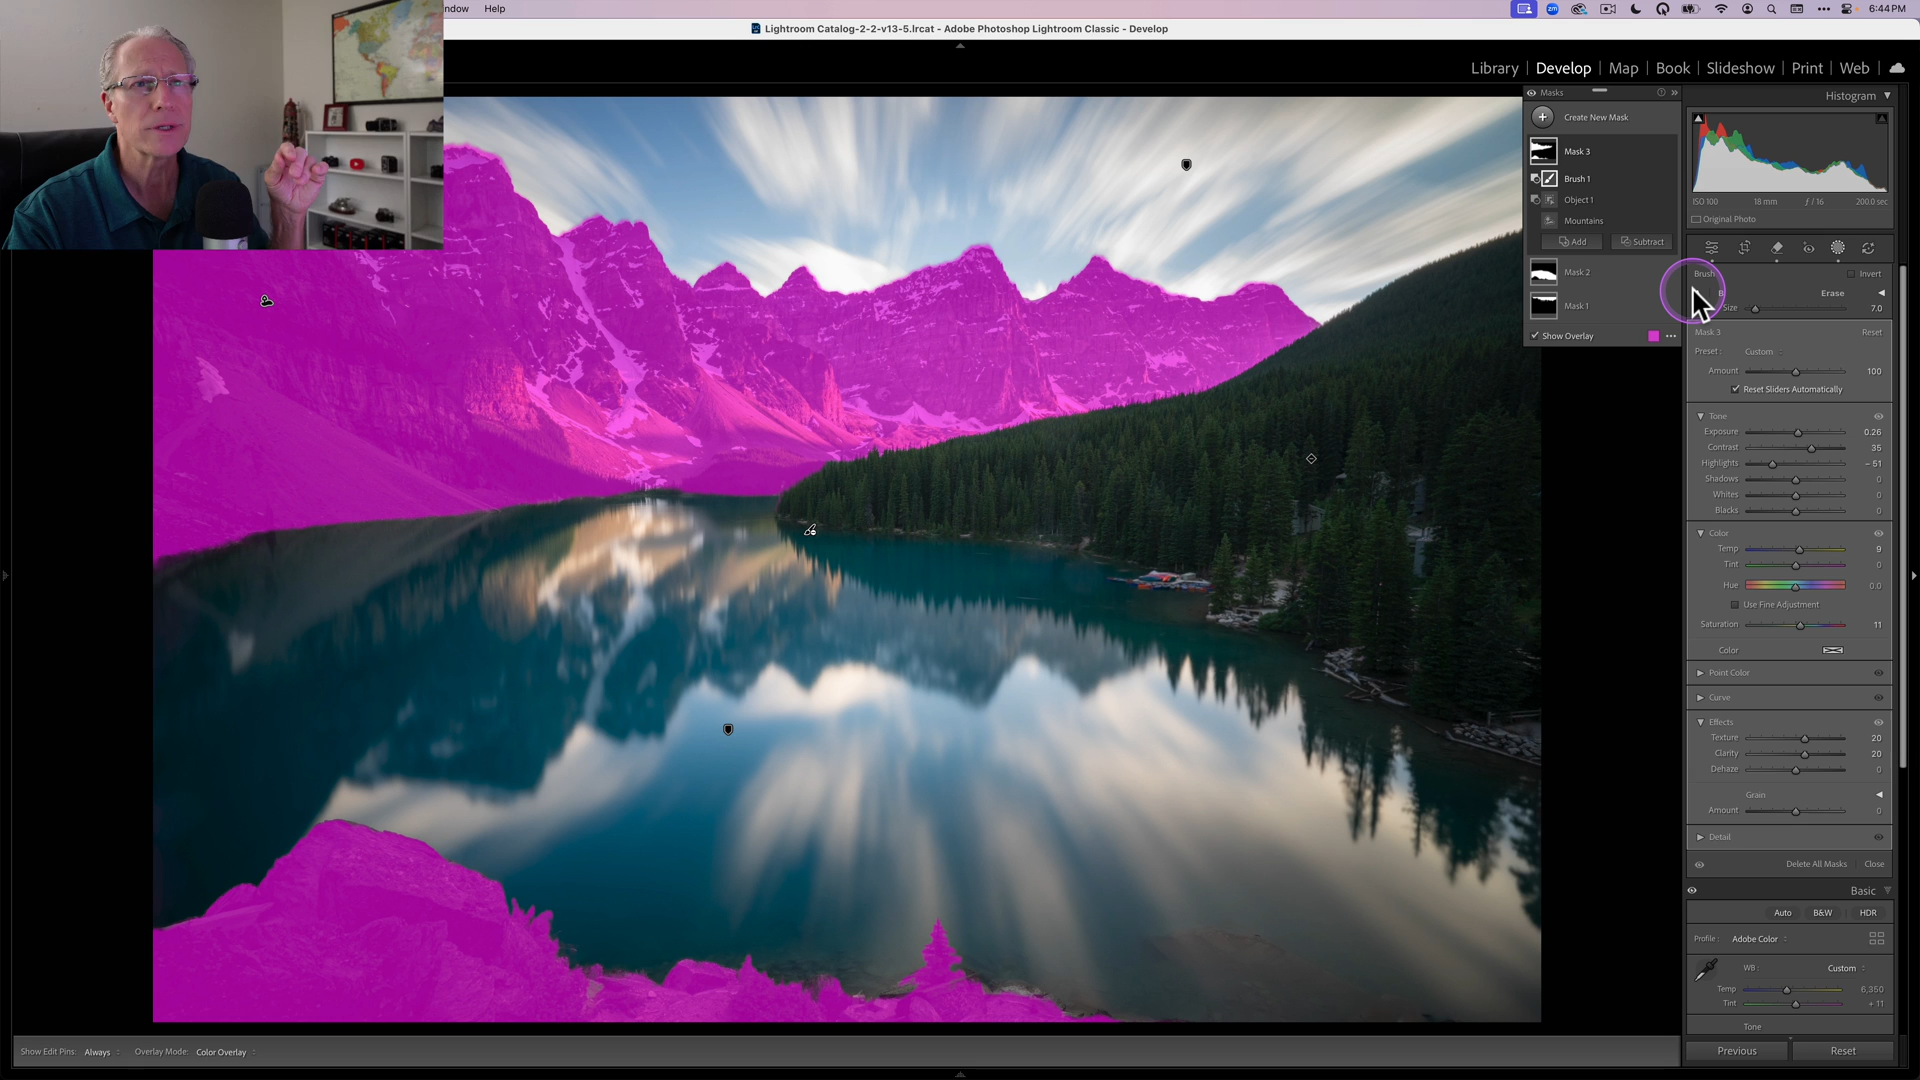 ndow Help
6:44PM
Lightroom Catalog-2-2-v13-5.lrcat - Adobe Photoshop Lightroom Classic - Develop
Library | Develop | Map | Book | Slideshow | Print | Web
Masks
Create New Mask
Mask 3
Brush 1
Object 1
Mountains
Add Subtract
Mask 2
Mask 1
Show Overlay
Histogram
ISO 100 18 mm ƒ / 16 200.0 sec
Original Photo
Brush Invert
Erase
Size 7.0
Mask 3 Reset
Preset : Custom
Amount 100
Reset Sliders Automatically
Tone
Exposure 0.26
Contrast 35
Highlights – 51
Shadows 0
Whites 0
Blacks 0
Color
Temp 9
Tint 0
Hue 0.0
Use Fine Adjustment
Saturation 11
Color
Point Color
Curve
Effects
Texture 20
Clarity 20
Dehaze 0
Grain
Amount 0
Detail
Delete All Masks Close
Basic
Auto B&W HDR
Profile : Adobe Color
WB : Custom
Temp 6,350
Tint + 11
Tone
Previous Reset
Show Edit Pins: Always Overlay Mode: Color Overlay